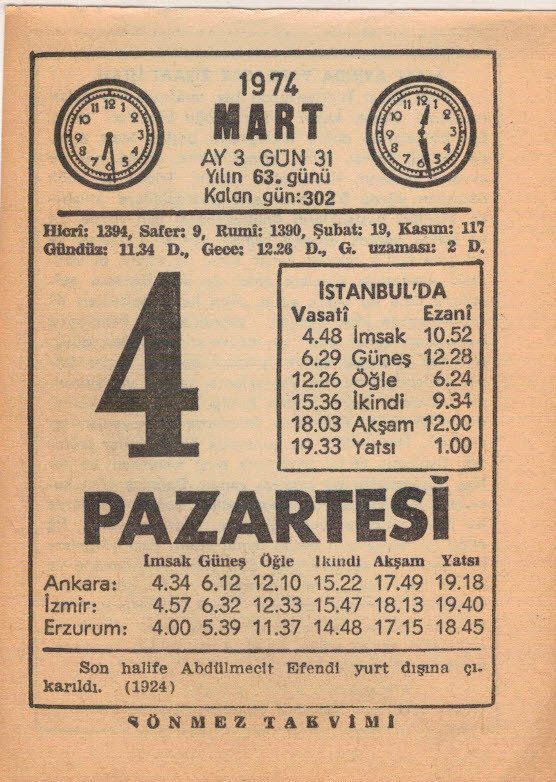 1974
MART
AY 3 GÜN 31
Yılın 63. günü
Kalan gün: 302
Hicrî: 1394, Safer: 9, Rumî: 1390, Şubat: 19, Kasım: 117
Gündüz: 11.34 D., Gece: 12.26 D., G. uzaması: 2 D.
4
İSTANBUL'DA
Vasatî Ezanî
4.48 İmsak 10.52
6.29 Güneş 12.28
12.26 Öğle 6.24
15.36 İkindi 9.34
18.03 Akşam 12.00
19.33 Yatsı 1.00
PAZARTESİ
İmsak Güneş Öğle İkindi Akşam Yatsı
Ankara: 4.34 6.12 12.10 15.22 17.49 19.18
İzmir: 4.57 6.32 12.33 15.47 18.13 19.40
Erzurum: 4.00 5.39 11.37 14.48 17.15 18.45
Son halife Abdülmecit Efendi yurt dışına çı-
karıldı. (1924)
SÖNMEZ TAKVİMİ